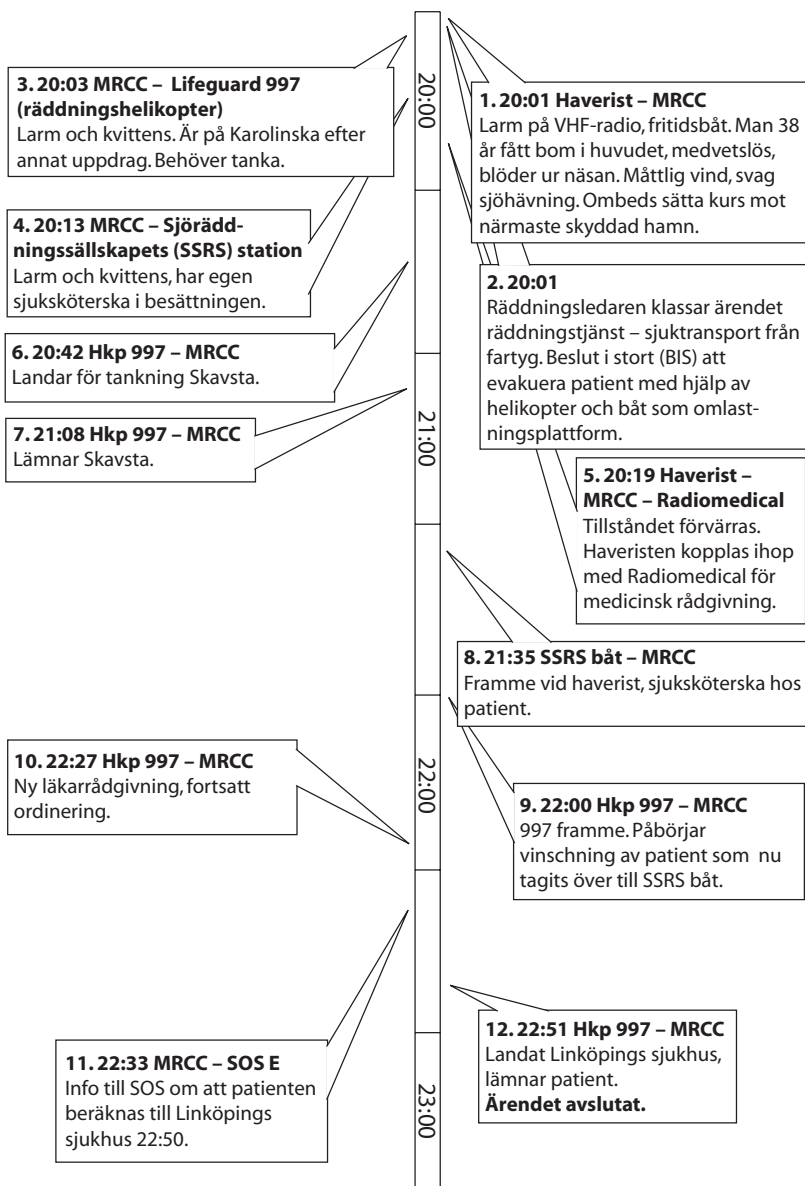 1. 20:01 Haverist – MRCC
Larm på VHF-radio, fritidsbåt. Man 38
år fått bom i huvudet, medvetslös,
blöder ur näsan. Måttlig vind, svag
sjöhävning. Ombeds sätta kurs mot
närmaste skyddad hamn.
2. 20:01
Räddningsledaren klassar ärendet
räddningstjänst – sjuktransport från
fartyg. Beslut i stort (BIS) att
evakuera patient med hjälp av
helikopter och båt som omlast-
ningsplattform.
3. 20:03 MRCC – Lifeguard 997
(räddningshelikopter)
Larm och kvittens. Är på Karolinska efter
annat uppdrag. Behöver tanka.
4. 20:13 MRCC – Sjörädd-
ningssällskapets (SSRS) station
Larm och kvittens, har egen
sjuksköterska i besättningen.
5. 20:19 Haverist –
MRCC – Radiomedical
Tillståndet förvärras.
Haveristen kopplas ihop
med Radiomedical för
medicinsk rådgivning.
6. 20:42 Hkp 997 – MRCC
Landar för tankning Skavsta.
7. 21:08 Hkp 997 – MRCC
Lämnar Skavsta.
8. 21:35 SSRS båt – MRCC
Framme vid haverist, sjuksköterska hos
patient.
9. 22:00 Hkp 997 – MRCC
997 framme. Påbörjar
vinschning av patient som nu
tagits över till SSRS båt.
10. 22:27 Hkp 997 – MRCC
Ny läkarrådgivning, fortsatt
ordinering.
11. 22:33 MRCC – SOS E
Info till SOS om att patienten
beräknas till Linköpings
sjukhus 22:50.
12. 22:51 Hkp 997 – MRCC
Landat Linköpings sjukhus,
lämnar patient.
Ärendet avslutat.
20:00
21:00
22:00
23:00